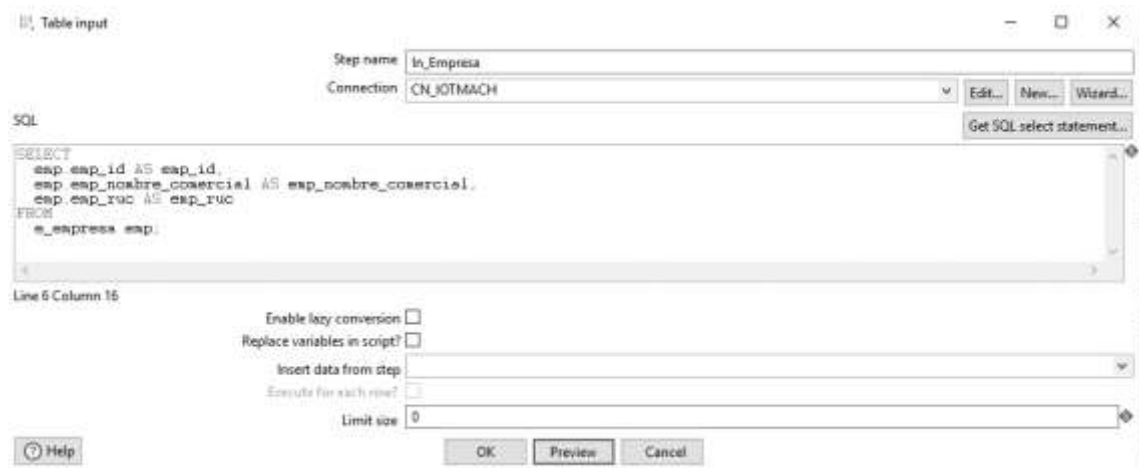 Table input
Step name In_Empresa
Connection CN_IOTMACH Edit... New... Wizard...
SQL Get SQL select statement...
SELECT
emp.emp_id AS emp_id,
emp.emp_nombre_comercial AS emp_nombre_comercial,
emp.emp_ruc AS emp_ruc
FROM
e_empresa emp;
Line 6 Column 16
Enable lazy conversion
Replace variables in script?
Insert data from step
Execute for each row?
Limit size 0
Help OK Preview Cancel